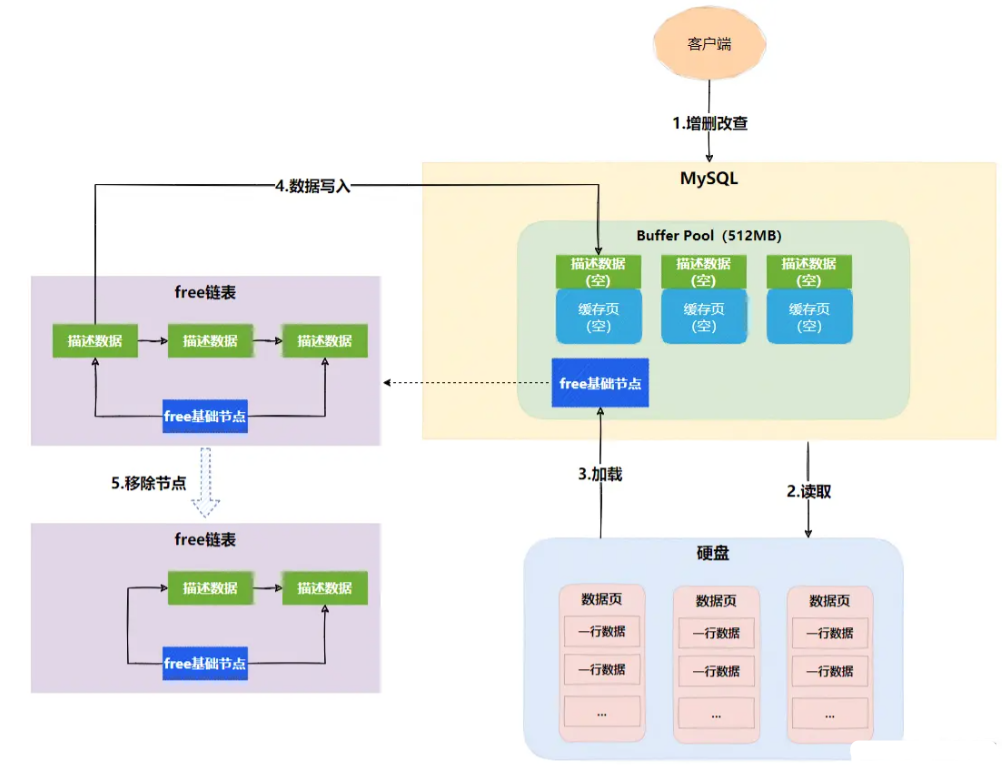 客户端
1.增删改查
MySQL
4.数据写入
Buffer Pool（512MB）
描述数据
(空)
描述数据
(空)
描述数据
(空)
缓存页
(空)
缓存页
(空)
缓存页
(空)
free基础节点
free链表
描述数据
描述数据
描述数据
free基础节点
5.移除节点
3.加载
2.读取
free链表
描述数据
描述数据
free基础节点
硬盘
数据页
一行数据
一行数据
...
数据页
一行数据
一行数据
...
数据页
一行数据
一行数据
...